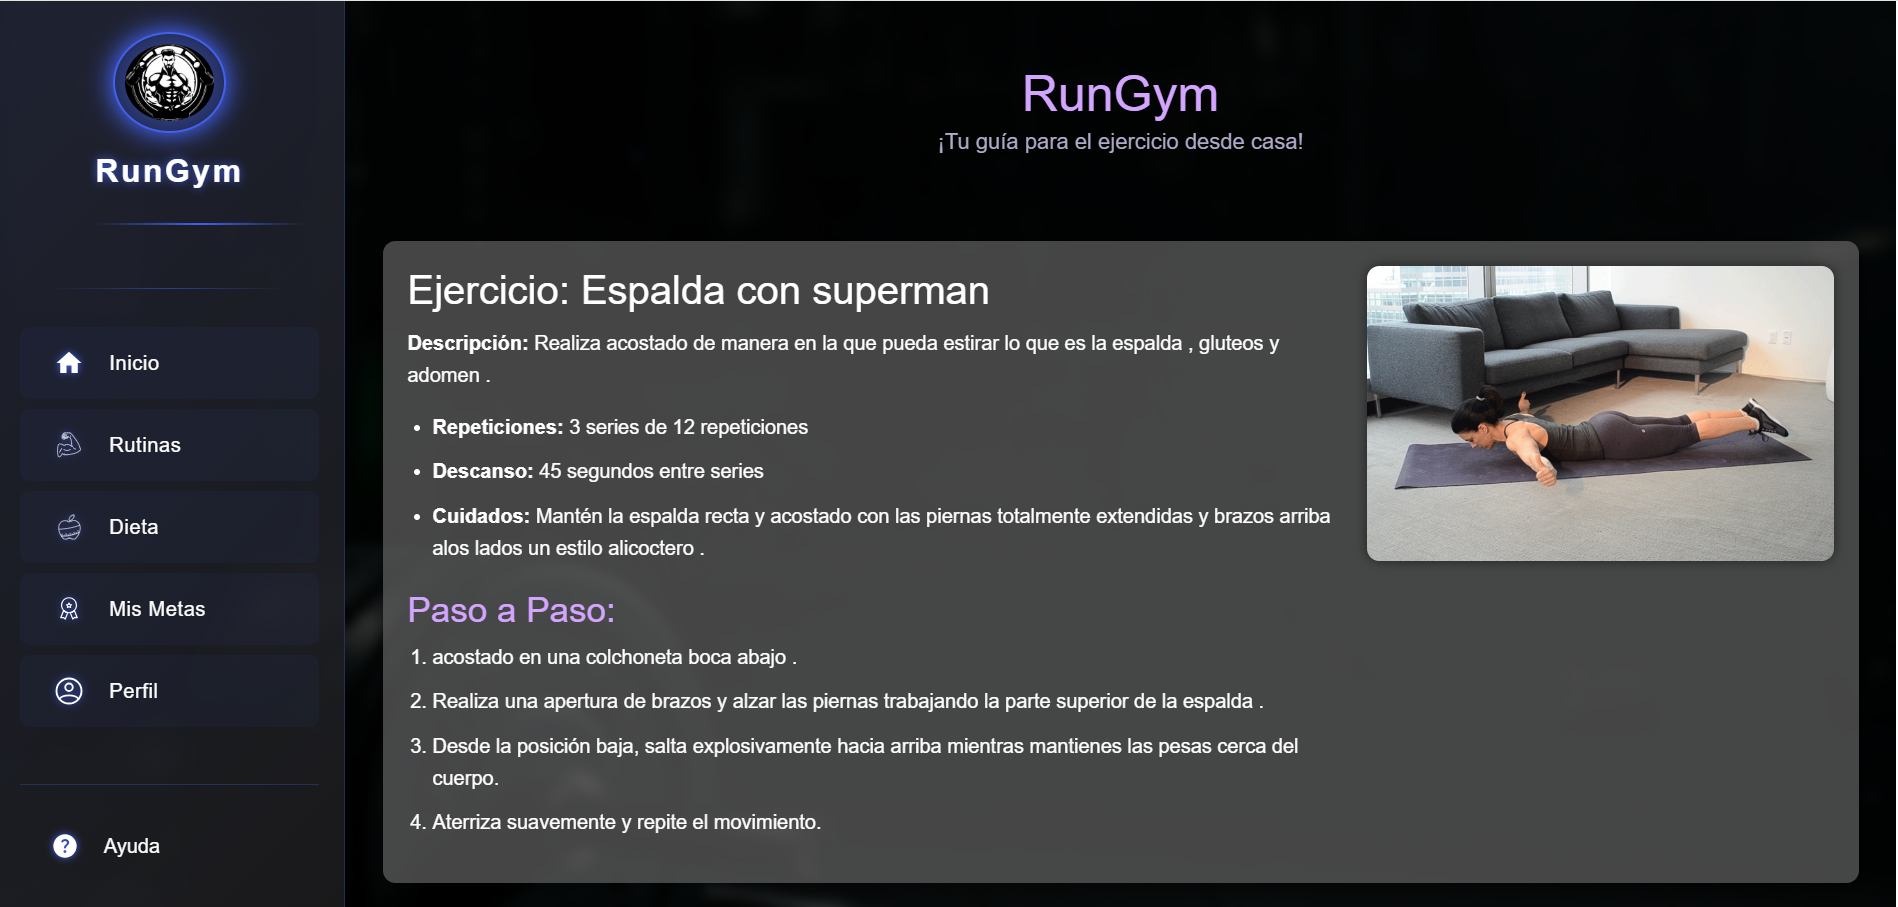 RunGym
Inicio
Rutinas
Dieta
Mis Metas
Perfil
Ayuda
RunGym
¡Tu guía para el ejercicio desde casa!
Ejercicio: Espalda con superman
Descripción: Realiza acostado de manera en la que pueda estirar lo que es la espalda , gluteos y
adomen .
• Repeticiones: 3 series de 12 repeticiones
• Descanso: 45 segundos entre series
• Cuidados: Mantén la espalda recta y acostado con las piernas totalmente extendidas y brazos arriba
alos lados un estilo alicoctero .
Paso a Paso:
1. acostado en una colchoneta boca abajo .
2. Realiza una apertura de brazos y alzar las piernas trabajando la parte superior de la espalda .
3. Desde la posición baja, salta explosivamente hacia arriba mientras mantienes las pesas cerca del
cuerpo.
4. Aterriza suavemente y repite el movimiento.